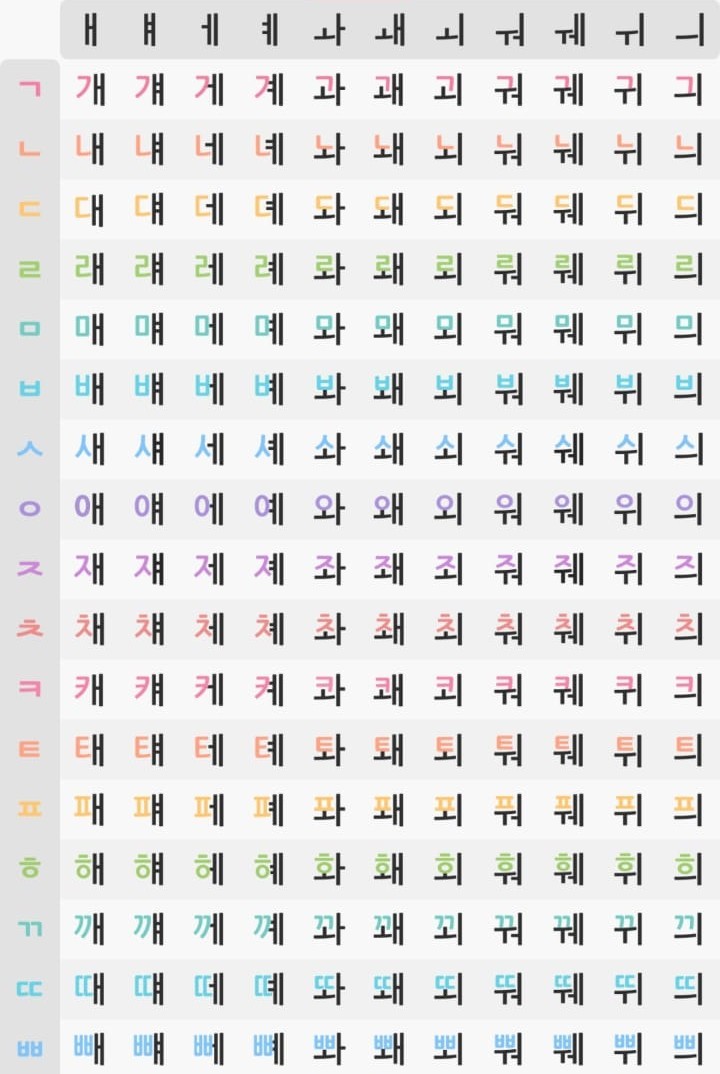 ㅐ ㅒ ㅔ ㅖ ㅘ ㅙ ㅚ ㅝ ㅞ ㅟ ㅢ
ㄱ 개 걔 게 계 과 괘 괴 궈 궤 귀 긔
ㄴ 내 냬 네 녜 놔 놰 뇌 눠 눼 뉘 늬
ㄷ 대 댸 데 뎨 돠 돼 되 둬 뒈 뒤 듸
ㄹ 래 럐 레 례 롸 뢔 뢰 뤄 뤠 뤼 릐
ㅁ 매 먜 메 몌 뫄 뫠 뫼 뭐 뭬 뮈 믜
ㅂ 배 뱨 베 볘 봐 봬 뵈 붜 붸 뷔 븨
ㅅ 새 섀 세 셰 솨 쇄 쇠 숴 쉐 쉬 싀
ㅇ 애 얘 에 예 와 왜 외 워 웨 위 의
ㅈ 재 쟤 제 졔 좌 좨 죄 줘 줴 쥐 즤
ㅊ 채 챼 체 쳬 촤 쵀 최 춰 췌 취 츼
ㅋ 캐 컈 케 켸 콰 쾌 쾨 쿼 퀘 퀴 킈
ㅌ 태 턔 테 톄 톼 퇘 퇴 퉈 퉤 튀 틔
ㅍ 패 퍠 페 폐 퐈 퐤 푀 풔 풰 퓌 픠
ㅎ 해 햬 헤 혜 화 홰 회 훠 훼 휘 희
ㄲ 깨 꺠 께 꼐 꽈 꽤 꾀 꿔 꿰 뀌 끠
ㄸ 때 떄 떼 뗴 똬 뙈 뙤 뚸 뛔 뛰 띄
ㅃ 빼 뺴 뻬 뼤 뽜 뽸 뾔 뿨 쀄 쀠 쁴